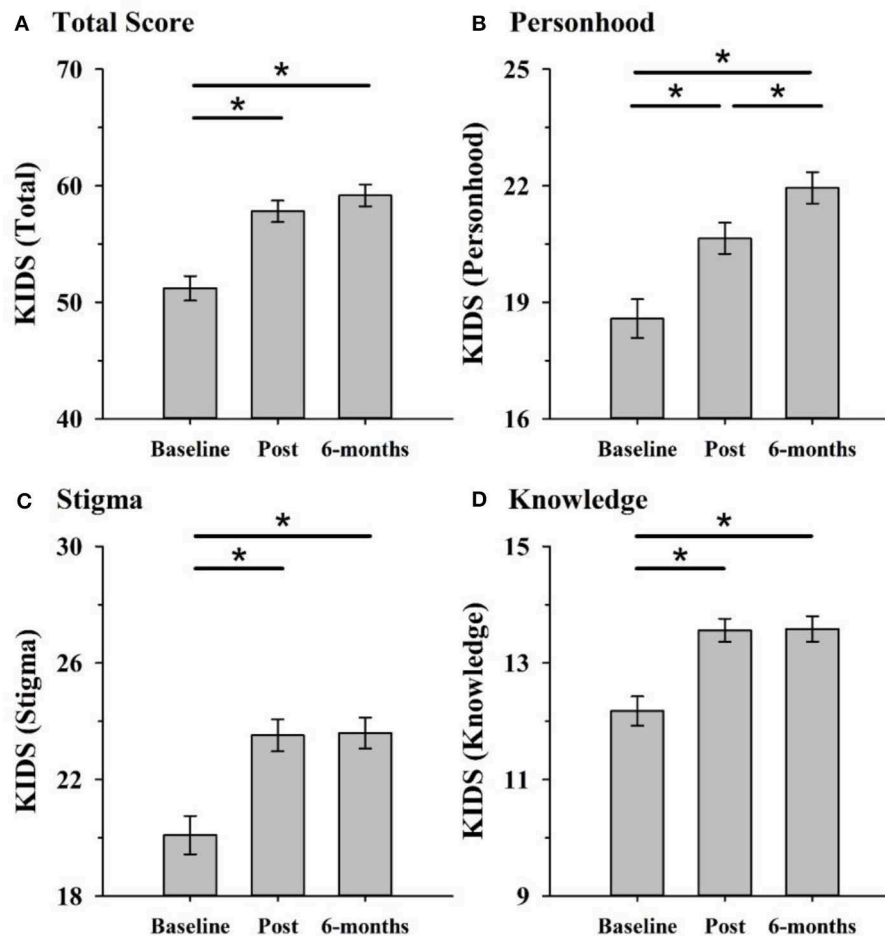 A Total Score
70
60
50
40
KIDS (Total)
* *
Baseline Post 6-months
B Personhood
25
22
19
16
KIDS (Personhood)
* * *
Baseline Post 6-months
C Stigma
30
26
22
18
KIDS (Stigma)
* *
Baseline Post 6-months
D Knowledge
15
13
11
9
KIDS (Knowledge)
* *
Baseline Post 6-months